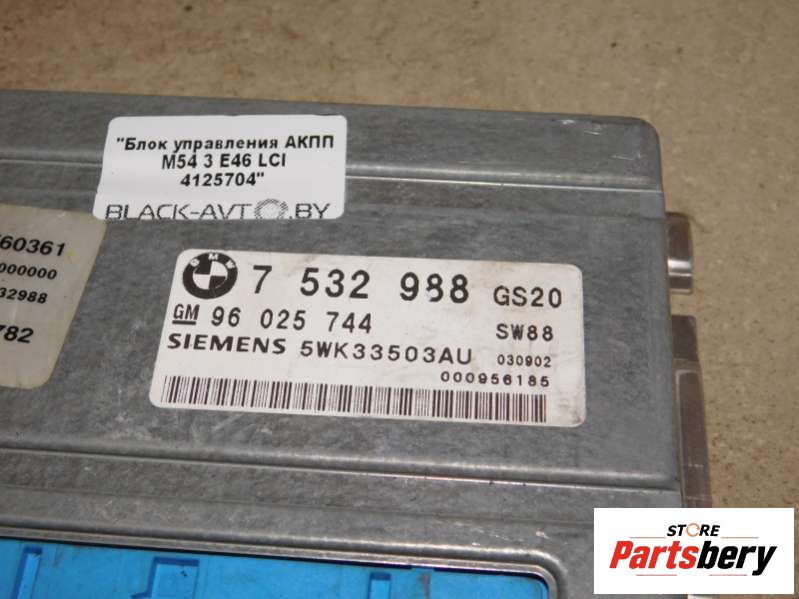 "Блок управления АКПП
M54 3 E46 LCI
4125704"
BLACK-AVTO.BY
60361
000000
32988
782
BMW 7 532 988 GS20
GM 96 025 744 SW88
SIEMENS 5WK33503AU 030902
000956185
STORE
Partsbery